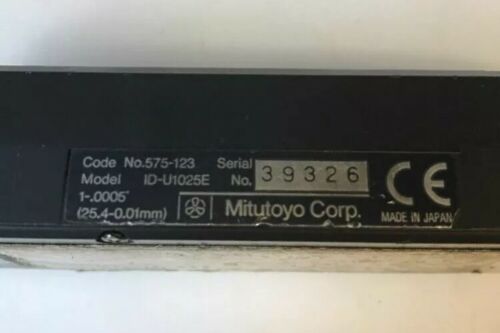 Code No.575-123 Serial
Model ID-U1025E No. 39326
1-.0005"
(25.4-0.01mm) Mitutoyo Corp. CE
MADE IN JAPAN